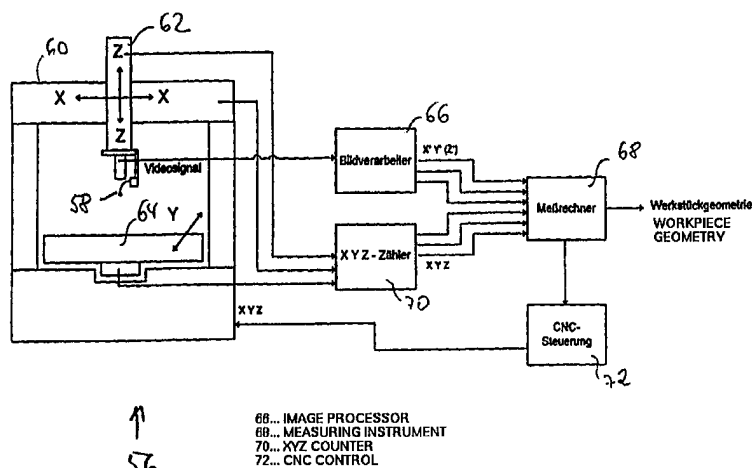 62
60
Z
X X
Z
66
Videosignal
Bildverarbeiter
X'Y'(Z')
68
58
Meßrechner
Werkstückgeometrie
WORKPIECE
GEOMETRY
64
Y
X Y Z - Zähler
XYZ
70
XYZ
CNC-
Steuerung
72
56
66... IMAGE PROCESSOR
68... MEASURING INSTRUMENT
70... XYZ COUNTER
72... CNC CONTROL